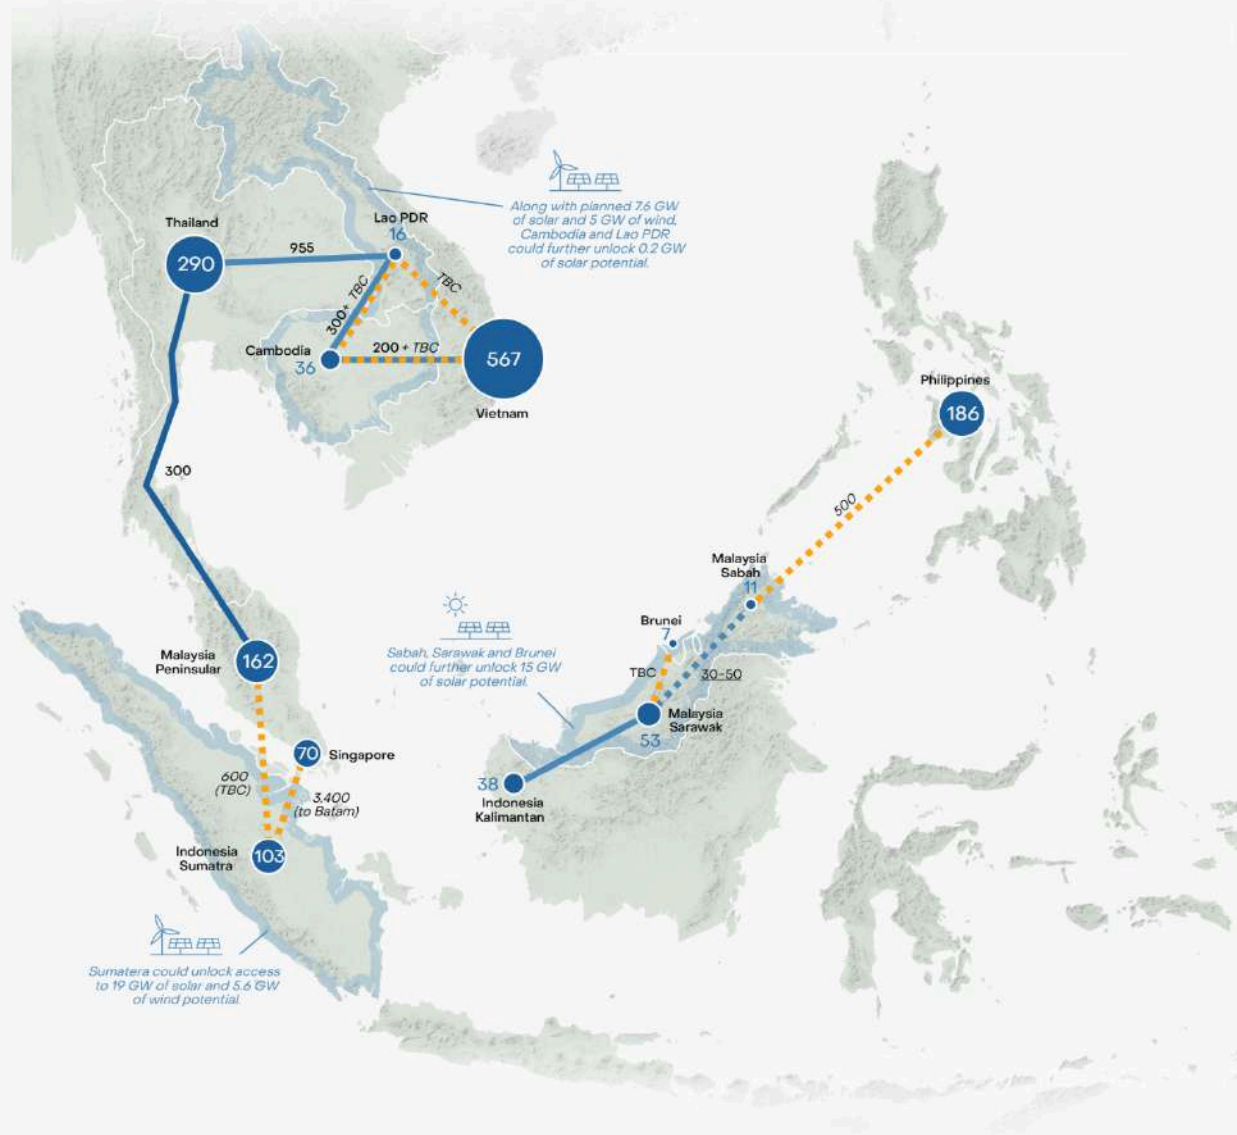 Along with planned 7.6 GW
of solar and 5 GW of wind,
Cambodia and Lao PDR
could further unlock 0.2 GW
of solar potential.
Thailand
290
955
Lao PDR
16
TBC
300+ TBC
Cambodia
36
200 + TBC
567
Vietnam
Philippines
186
300
500
Malaysia
Sabah
11
Brunei
7
TBC
30-50
Sabah, Sarawak and Brunei
could further unlock 15 GW
of solar potential.
Malaysia
Peninsular
162
Malaysia
Sarawak
53
70
Singapore
600
(TBC)
3,400
(to Batam)
38
Indonesia
Kalimantan
Indonesia
Sumatra
103
Sumatera could unlock access
to 19 GW of solar and 5.6 GW
of wind potential.